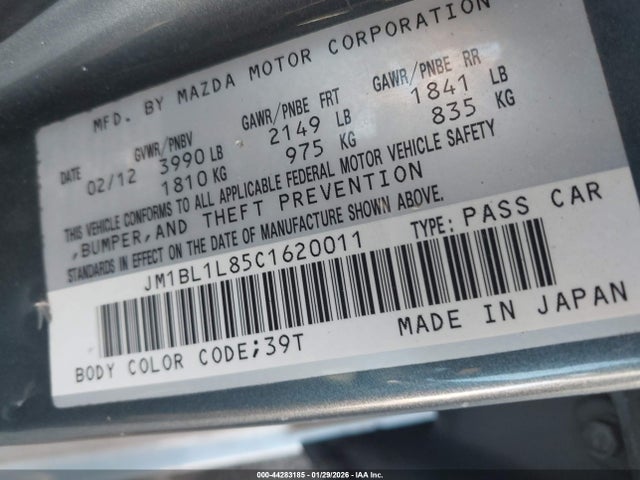 MFD. BY MAZDA MOTOR CORPORATION
DATE GVWR/PNBV GAWR/PNBE FRT GAWR/PNBE RR
02/12 3990 LB 2149 LB 1841 LB
1810 KG 975 KG 835 KG
THIS VEHICLE CONFORMS TO ALL APPLICABLE FEDERAL MOTOR VEHICLE SAFETY
,BUMPER,AND THEFT PREVENTION
STANDARDS IN EFFECT ON THE DATE OF MANUFACTURE SHOWN ABOVE.
JM1BL1L85C1620011 TYPE: PASS CAR
BODY COLOR CODE;39T MADE IN JAPAN
000-44283185 - 01/29/2026 - IAA Inc.